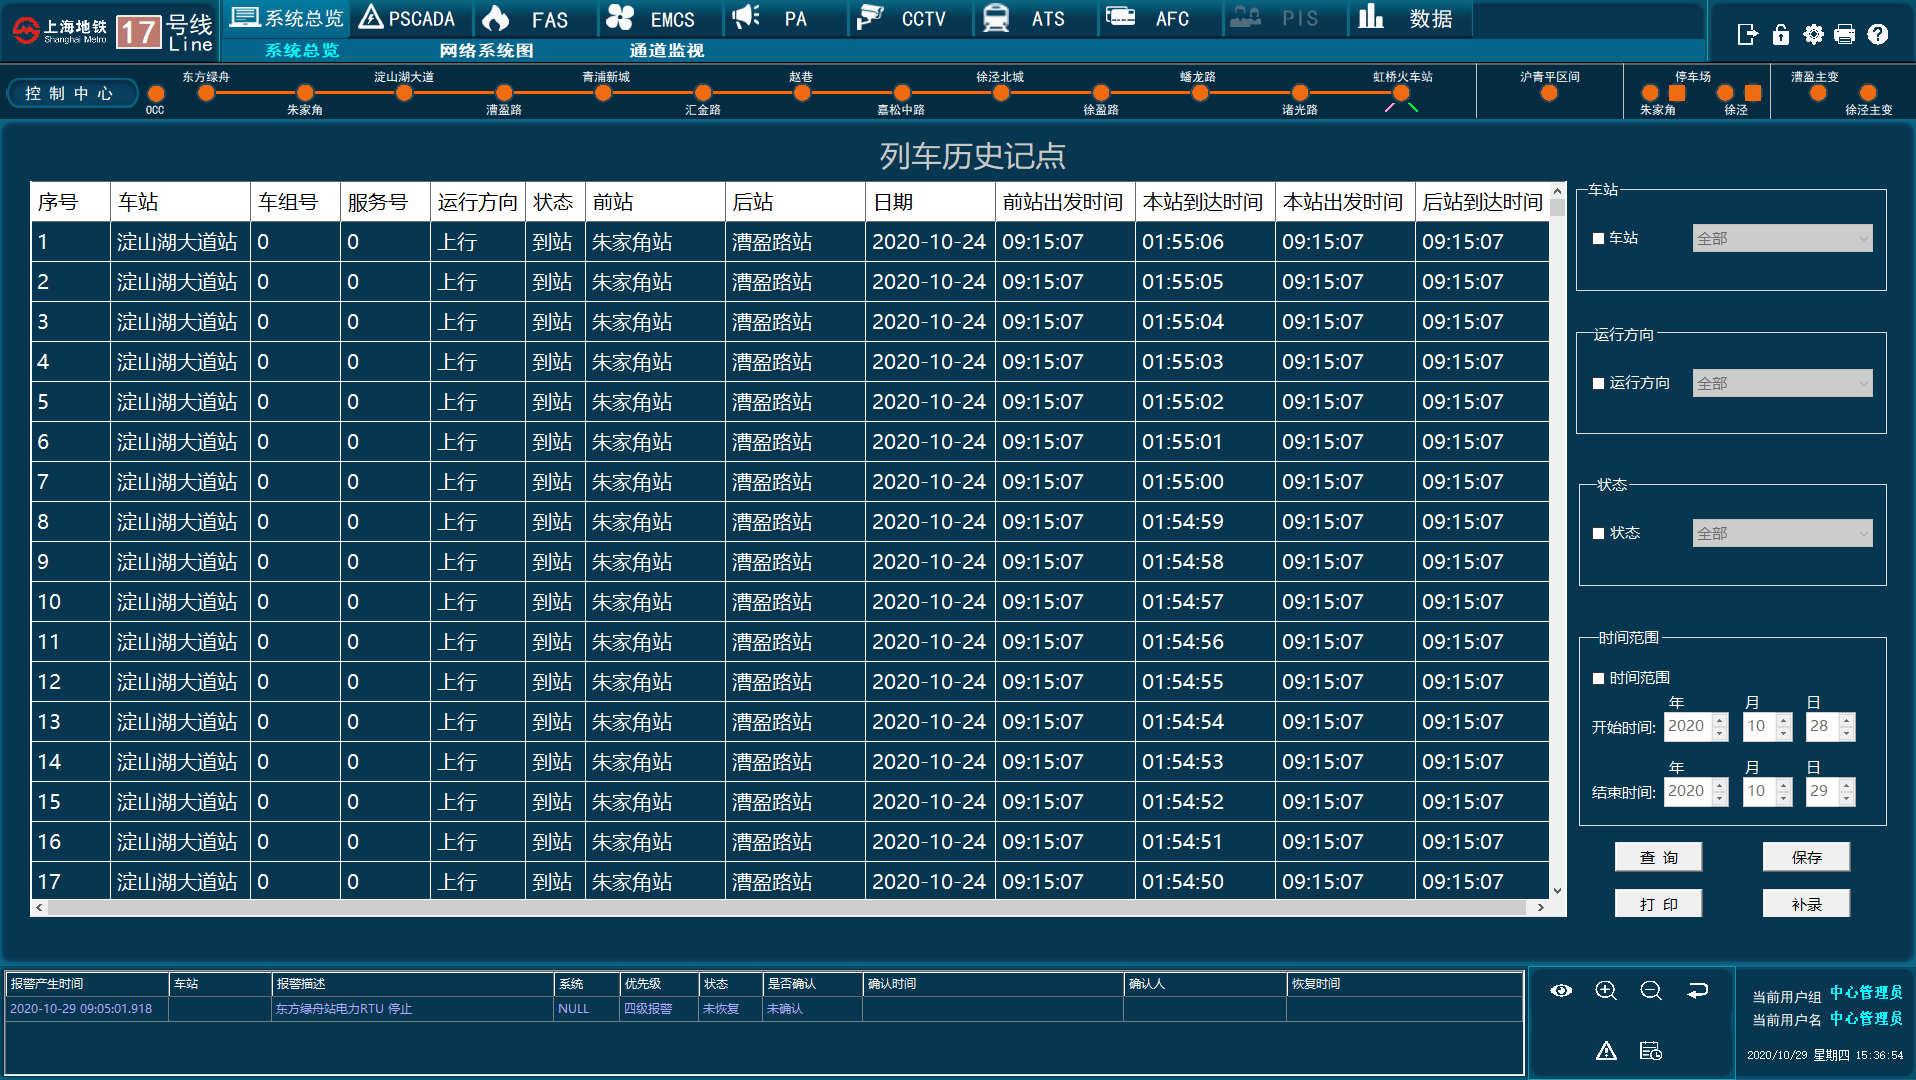 上海地铁 Shanghai Metro 17 号线 Line
系统总览 PSCADA FAS EMCS PA CCTV ATS AFC PIS 数据
系统总览 网络系统图 通道监视
东方绿舟 淀山湖大道 青浦新城 赵巷 徐泾北城 蟠龙路 虹桥火车站 沪青平区间 停车场 漕盈主变
控制中心
OCC 朱家角 漕盈路 汇金路 嘉松中路 徐盈路 诸光路 朱家角 徐泾 徐泾主变
列车历史记点
序号 车站 车组号 服务号 运行方向 状态 前站 后站 日期 前站出发时间 本站到达时间 本站出发时间 后站到达时间
1 淀山湖大道站 0 0 上行 到站 朱家角站 漕盈路站 2020-10-24 09:15:07 01:55:06 09:15:07 09:15:07
2 淀山湖大道站 0 0 上行 到站 朱家角站 漕盈路站 2020-10-24 09:15:07 01:55:05 09:15:07 09:15:07
3 淀山湖大道站 0 0 上行 到站 朱家角站 漕盈路站 2020-10-24 09:15:07 01:55:04 09:15:07 09:15:07
4 淀山湖大道站 0 0 上行 到站 朱家角站 漕盈路站 2020-10-24 09:15:07 01:55:03 09:15:07 09:15:07
5 淀山湖大道站 0 0 上行 到站 朱家角站 漕盈路站 2020-10-24 09:15:07 01:55:02 09:15:07 09:15:07
6 淀山湖大道站 0 0 上行 到站 朱家角站 漕盈路站 2020-10-24 09:15:07 01:55:01 09:15:07 09:15:07
7 淀山湖大道站 0 0 上行 到站 朱家角站 漕盈路站 2020-10-24 09:15:07 01:55:00 09:15:07 09:15:07
8 淀山湖大道站 0 0 上行 到站 朱家角站 漕盈路站 2020-10-24 09:15:07 01:54:59 09:15:07 09:15:07
9 淀山湖大道站 0 0 上行 到站 朱家角站 漕盈路站 2020-10-24 09:15:07 01:54:58 09:15:07 09:15:07
10 淀山湖大道站 0 0 上行 到站 朱家角站 漕盈路站 2020-10-24 09:15:07 01:54:57 09:15:07 09:15:07
11 淀山湖大道站 0 0 上行 到站 朱家角站 漕盈路站 2020-10-24 09:15:07 01:54:56 09:15:07 09:15:07
12 淀山湖大道站 0 0 上行 到站 朱家角站 漕盈路站 2020-10-24 09:15:07 01:54:55 09:15:07 09:15:07
13 淀山湖大道站 0 0 上行 到站 朱家角站 漕盈路站 2020-10-24 09:15:07 01:54:54 09:15:07 09:15:07
14 淀山湖大道站 0 0 上行 到站 朱家角站 漕盈路站 2020-10-24 09:15:07 01:54:53 09:15:07 09:15:07
15 淀山湖大道站 0 0 上行 到站 朱家角站 漕盈路站 2020-10-24 09:15:07 01:54:52 09:15:07 09:15:07
16 淀山湖大道站 0 0 上行 到站 朱家角站 漕盈路站 2020-10-24 09:15:07 01:54:51 09:15:07 09:15:07
17 淀山湖大道站 0 0 上行 到站 朱家角站 漕盈路站 2020-10-24 09:15:07 01:54:50 09:15:07 09:15:07
车站
车站 全部
运行方向
运行方向 全部
状态
状态 全部
时间范围
时间范围
年 月 日
开始时间: 2020 10 28
年 月 日
结束时间: 2020 10 29
查 询 保存
打 印 补录
报警产生时间 车站 报警描述 系统 优先级 状态 是否确认 确认时间 确认人 恢复时间
2020-10-29 09:05:01.918 东方绿舟站电力RTU 停止 NULL 四级报警 未恢复 未确认
当前用户组 中心管理员
当前用户名 中心管理员
2020/10/29 星期四 15:36:54